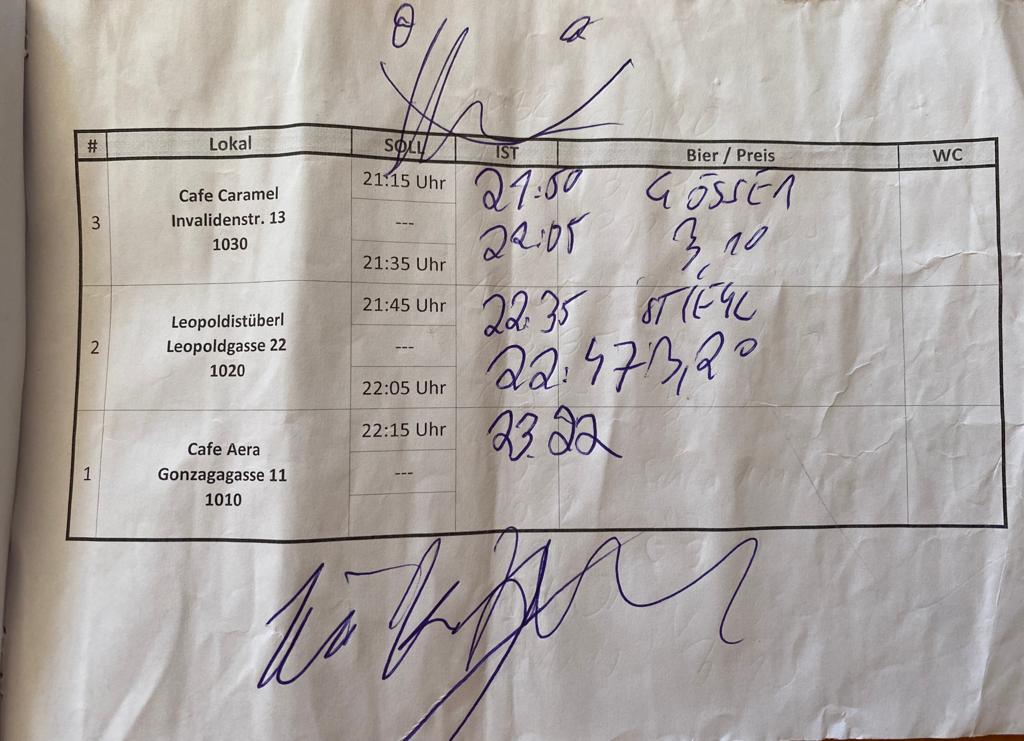 # Lokal SOLL IST Bier / Preis WC
3 Cafe Caramel
Invalidenstr. 13
1030
21:15 Uhr
---
21:35 Uhr
21:50 GÖSSER
22:05 3,10
2 Leopoldistüberl
Leopoldgasse 22
1020
21:45 Uhr
---
22:05 Uhr
22:35 STIEGL
22:47 3,20
1 Cafe Aera
Gonzagagasse 11
1010
22:15 Uhr
---
23.22